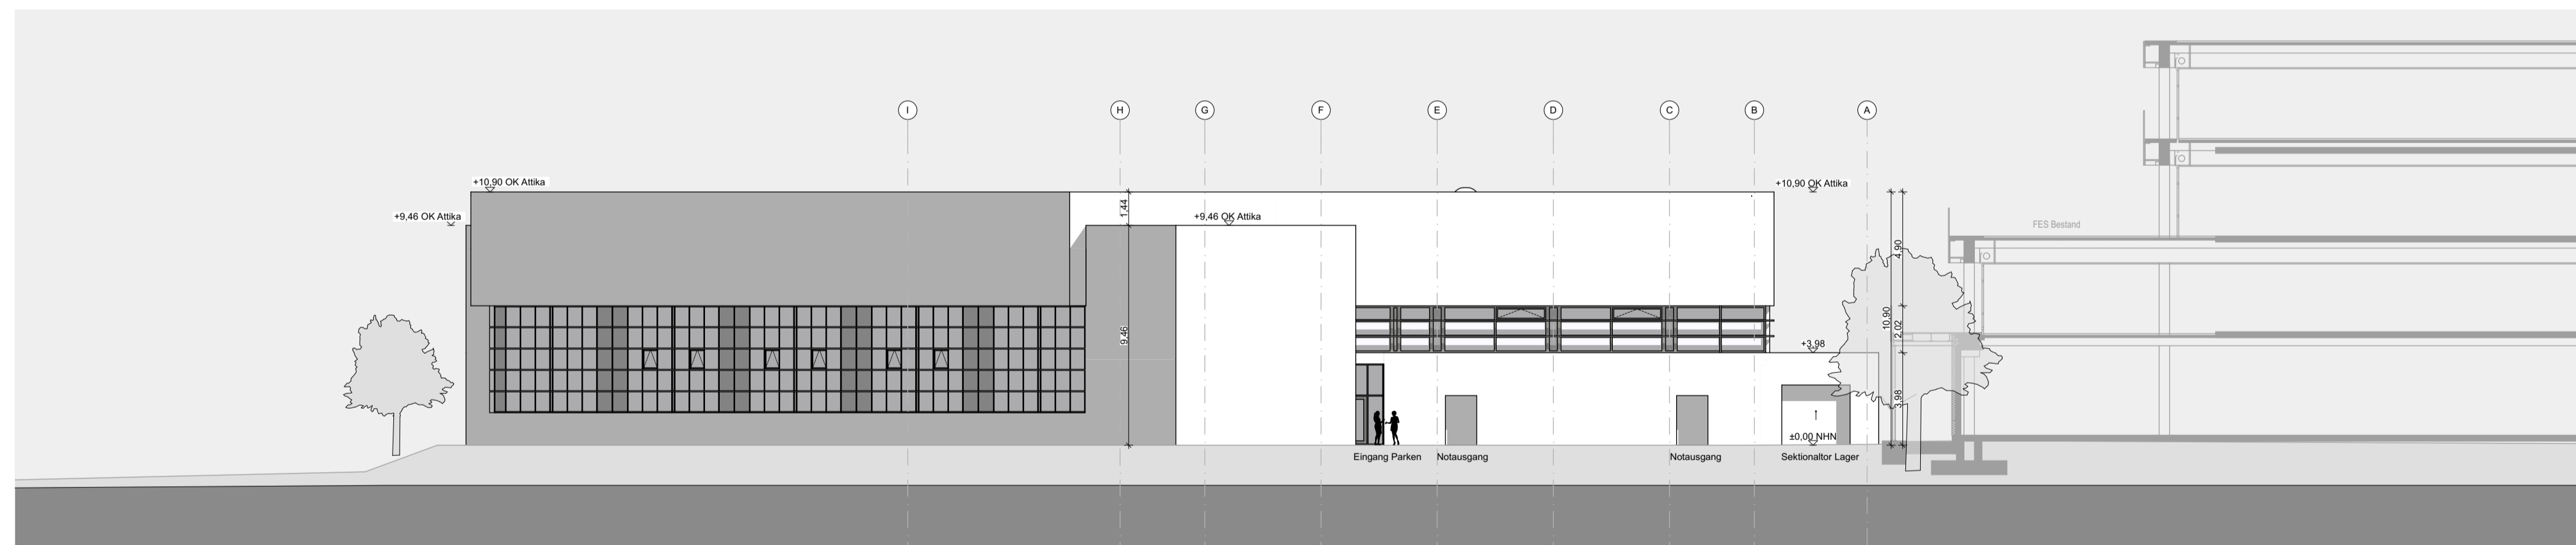 I H G F E D C B A
+10,90 OK Attika
+10,90 OK Attika
+9,46 OK Attika
1,44
+9,46 OK Attika
FES Bestand
4,90
10,90
2,02
9,46
+3,98
3,98
±0,00 NHN
Eingang Parken
Notausgang
Notausgang
Sektionaltor Lager